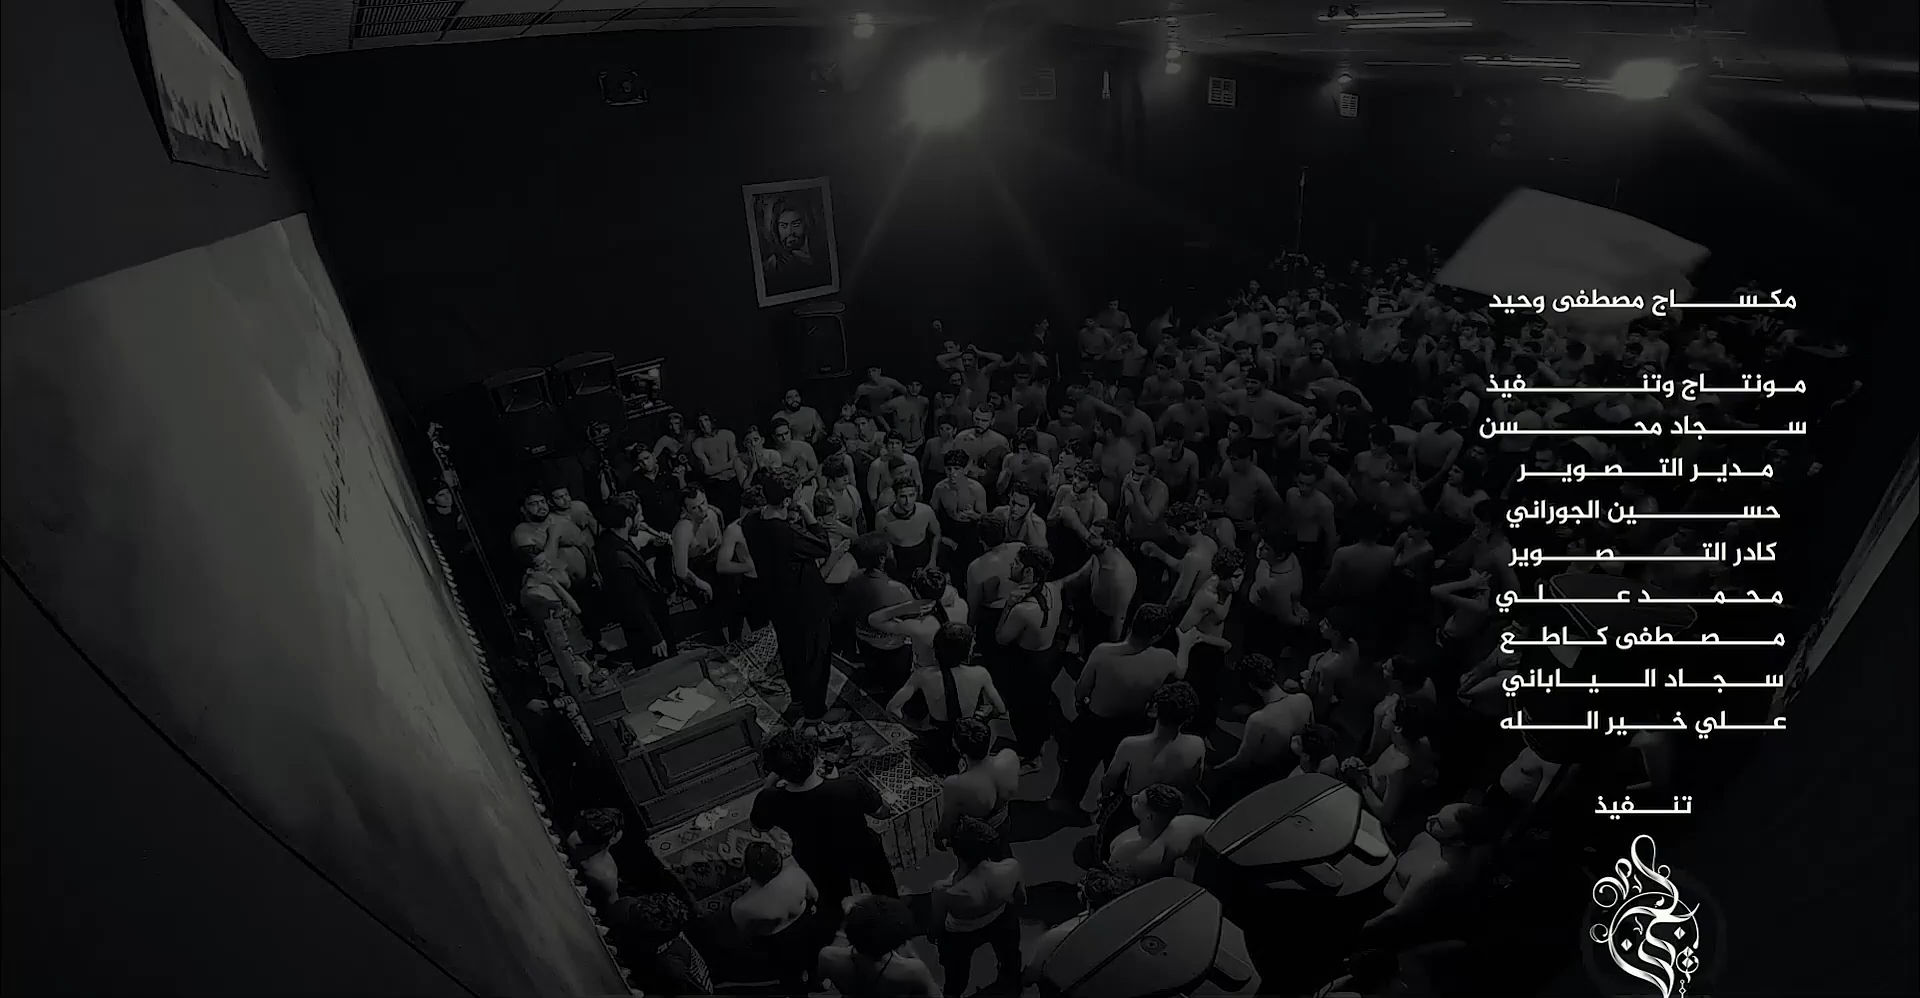 مكساج مصطفى وحيد
مونتاج وتنفيذ
سجاد محسن
مدير التصوير
حسين الجوراني
كادر التصوير
محمد علي
مصطفى كاطع
سجاد الياباني
علي خير الله
تنفيذ